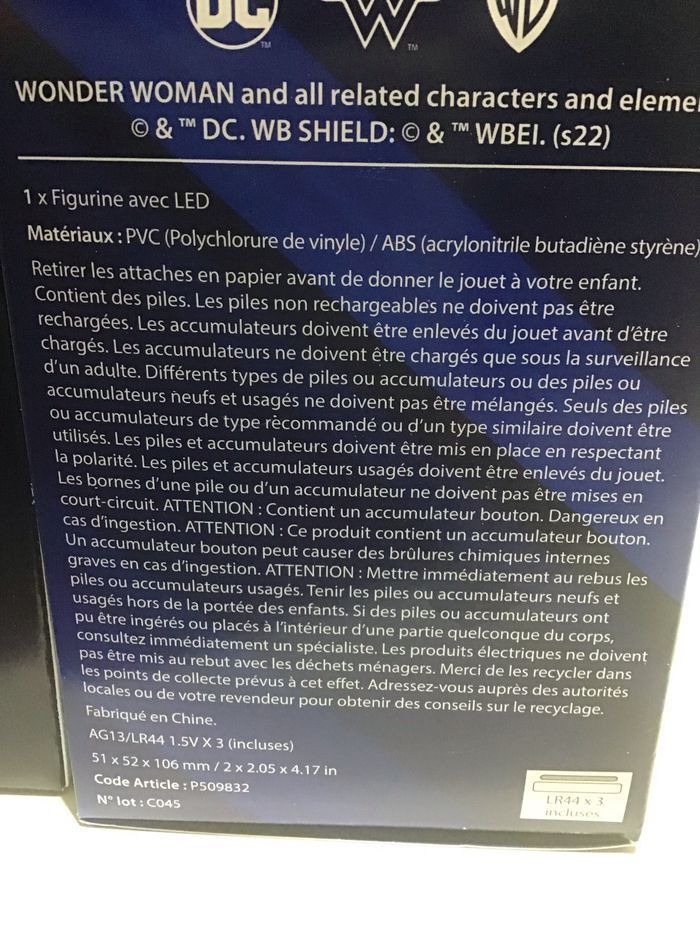 DC
TM
W
TM
WB
WONDER WOMAN and all related characters and eleme
© & ™ DC. WB SHIELD: © & ™ WBEI. (s22)
1 x Figurine avec LED
Matériaux : PVC (Polychlorure de vinyle) / ABS (acrylonitrile butadiène styrène)
Retirer les attaches en papier avant de donner le jouet à votre enfant.
Contient des piles. Les piles non rechargeables ne doivent pas être
rechargées. Les accumulateurs doivent être enlevés du jouet avant d'être
chargés. Les accumulateurs ne doivent être chargés que sous la surveillance
d'un adulte. Différents types de piles ou accumulateurs ou des piles ou
accumulateurs neufs et usagés ne doivent pas être mélangés. Seuls des piles
ou accumulateurs de type recommandé ou d'un type similaire doivent être
utilisés. Les piles et accumulateurs doivent être mis en place en respectant
la polarité. Les piles et accumulateurs usagés doivent être enlevés du jouet.
Les bornes d'une pile ou d'un accumulateur ne doivent pas être mises en
court-circuit. ATTENTION : Contient un accumulateur bouton. Dangereux en
cas d'ingestion. ATTENTION : Ce produit contient un accumulateur bouton.
Un accumulateur bouton peut causer des brûlures chimiques internes
graves en cas d'ingestion. ATTENTION : Mettre immédiatement au rebus les
piles ou accumulateurs usagés. Tenir les piles ou accumulateurs neufs et
usagés hors de la portée des enfants. Si des piles ou accumulateurs ont
pu être ingérés ou placés à l'intérieur d'une partie quelconque du corps,
consultez immédiatement un spécialiste. Les produits électriques ne doivent
pas être mis au rebut avec les déchets ménagers. Merci de les recycler dans
les points de collecte prévus à cet effet. Adressez-vous auprès des autorités
locales ou de votre revendeur pour obtenir des conseils sur le recyclage.
Fabriqué en Chine.
AG13/LR44 1.5V X 3 (incluses)
51 x 52 x 106 mm / 2 x 2.05 x 4.17 in
Code Article : P509832
N° lot : C045
LR44 x 3
incluses